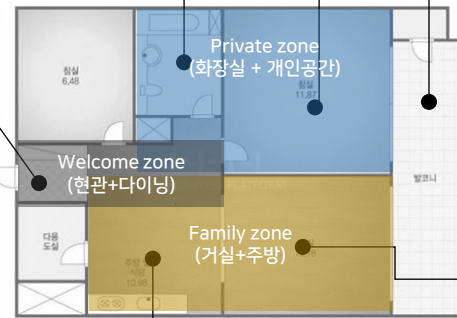 Private zone
(화장실 + 개인공간)
침실
6.48
침실
11.87
Welcome zone
(현관+다이닝)
발코니
다용
도실
Family zone
(거실+주방)
주방
식당
10.98